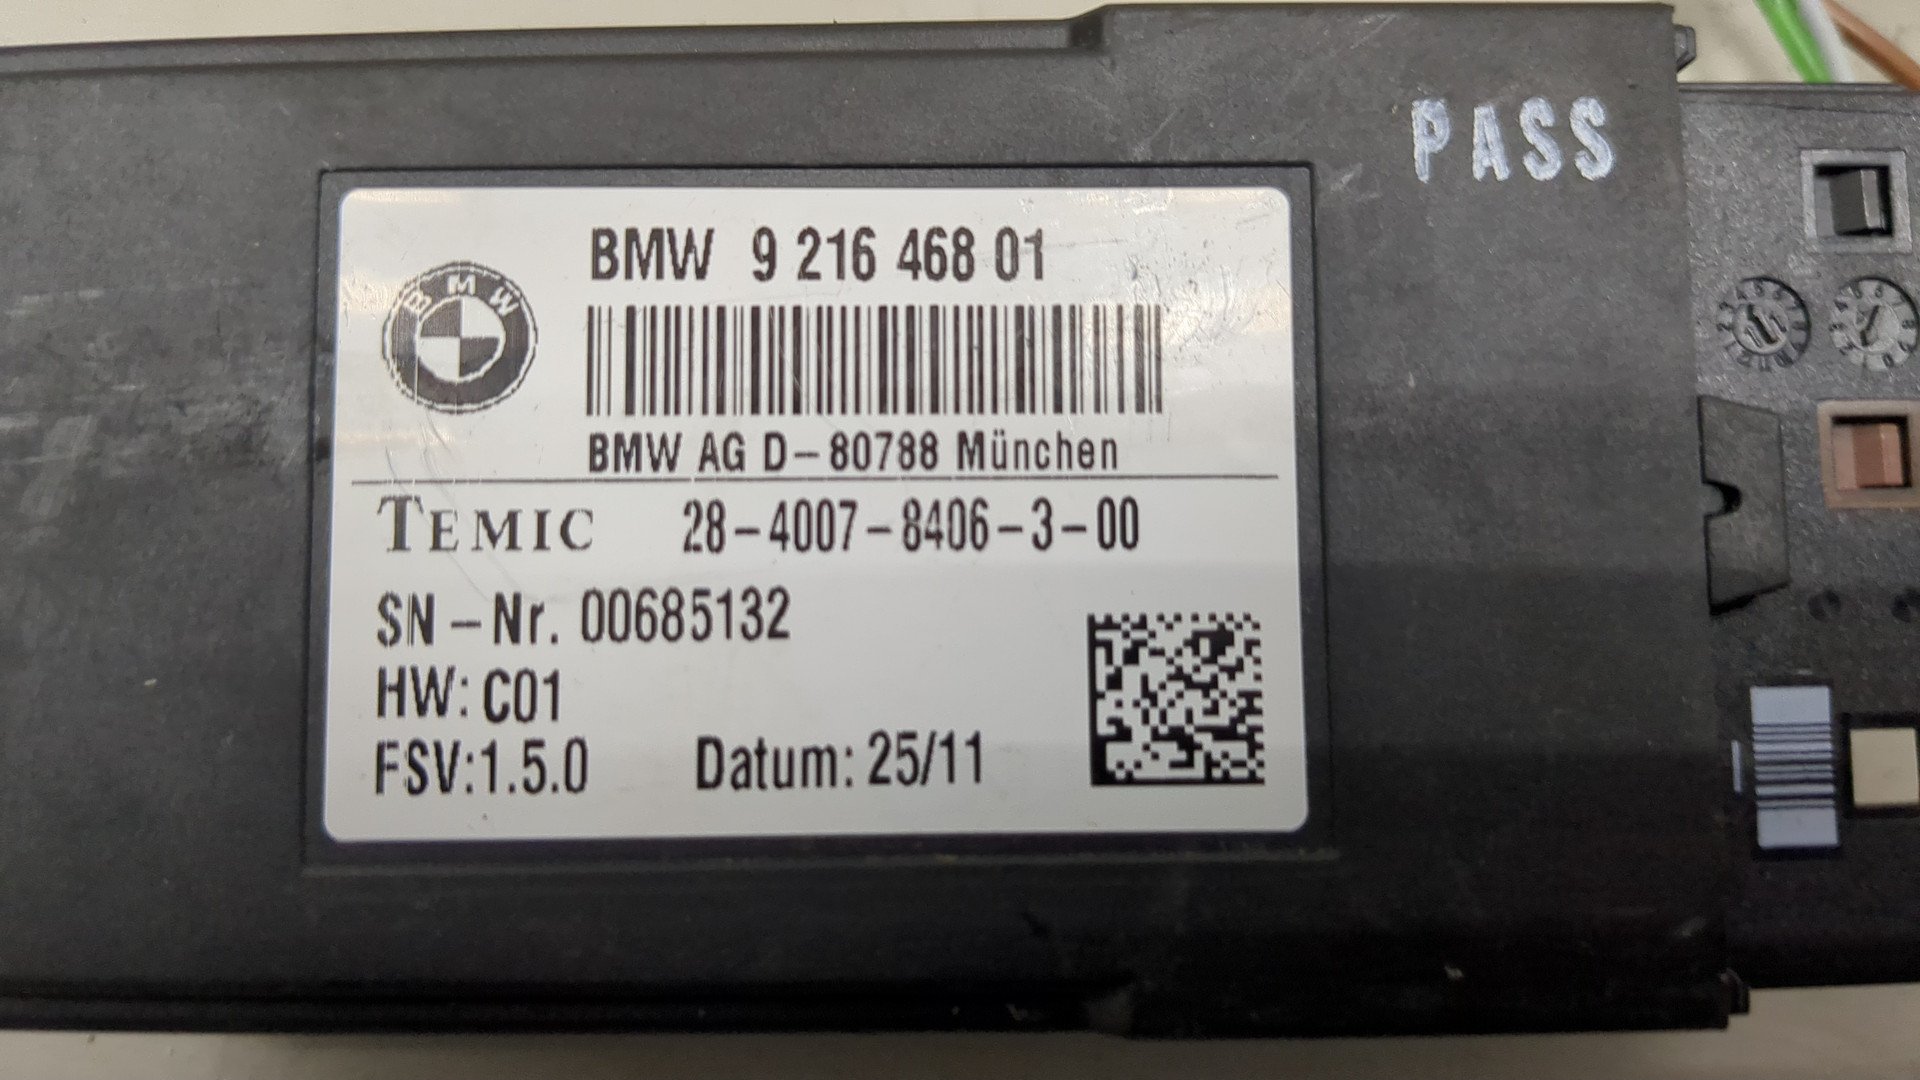 PASS
BMW 9 216 468 01
BMW
BMW AG D-80788 München
TEMIC 28-4007-8406-3-00
SN-Nr. 00685132
HW: C01
FSV:1.5.0 Datum: 25/11